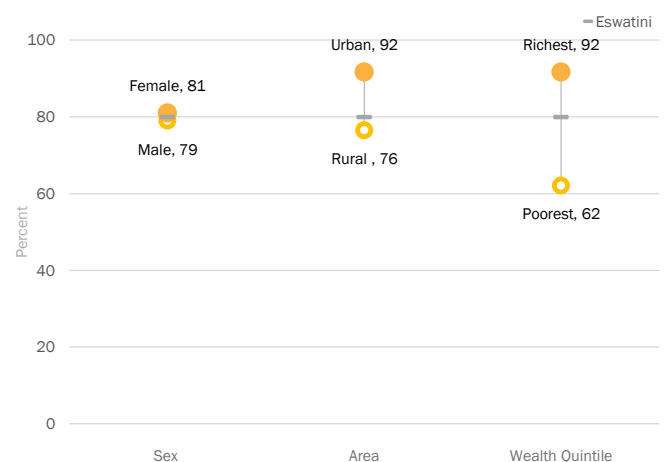 Eswatini
100
Urban, 92
Richest, 92
Female, 81
80
Male, 79
Rural , 76
60
Poorest, 62
Percent
40
20
0
Sex
Area
Wealth Quintile